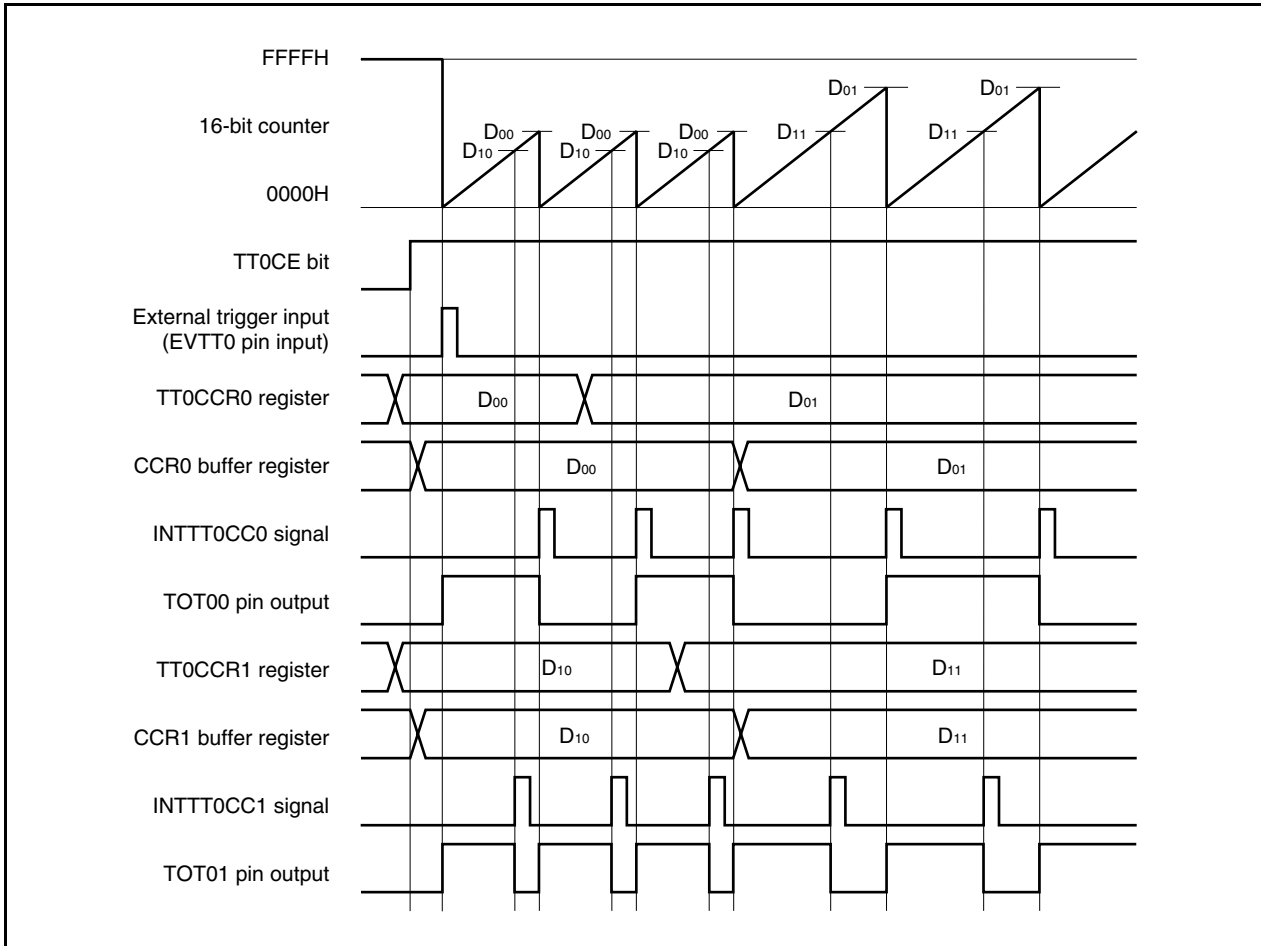 FFFFH
D01 D01
16-bit counter
D00 D00 D00 D11 D11
D10 D10 D10
0000H
TT0CE bit
External trigger input
(EVTT0 pin input)
TT0CCR0 register D00 D01
CCR0 buffer register D00 D01
INTTT0CC0 signal
TOT00 pin output
TT0CCR1 register D10 D11
CCR1 buffer register D10 D11
INTTT0CC1 signal
TOT01 pin output